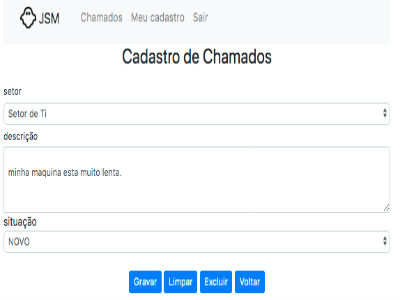 JSM Chamados Meu cadastro Sair
Cadastro de Chamados
setor
Setor de Ti
descrição
minha maquina esta muito lenta.
situação
NOVO
Gravar Limpar Excluir Voltar